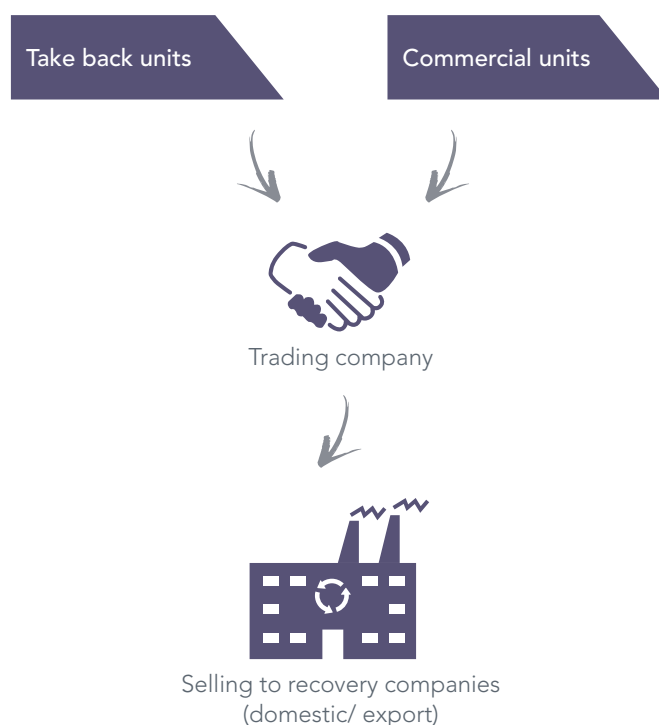 Take back units
Commercial units
Trading company
Selling to recovery companies
(domestic/ export)